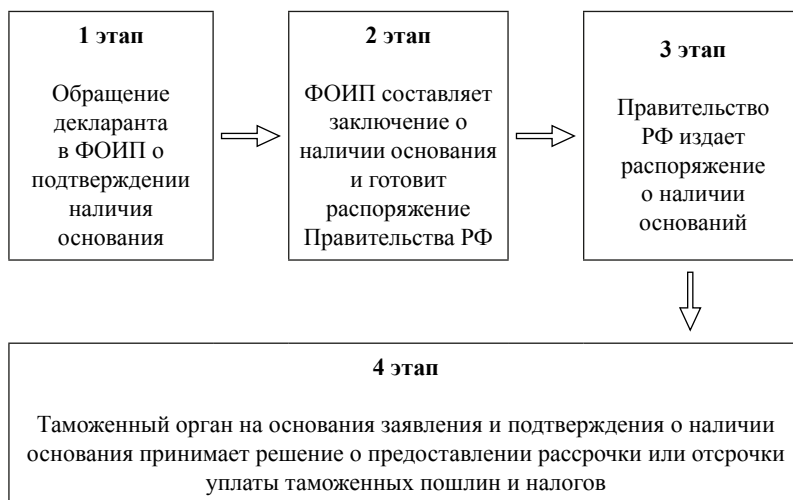 1 этап
Обращение
декларанта
в ФОИП о
подтверждении
наличия
основания
2 этап
ФОИП составляет
заключение о
наличии основания
и готовит
распоряжение
Правительства РФ
3 этап
Правительство
РФ издает
распоряжение
о наличии
оснований
4 этап
Таможенный орган на основания заявления и подтверждения о наличии
основания принимает решение о предоставлении рассрочки или отсрочки
уплаты таможенных пошлин и налогов